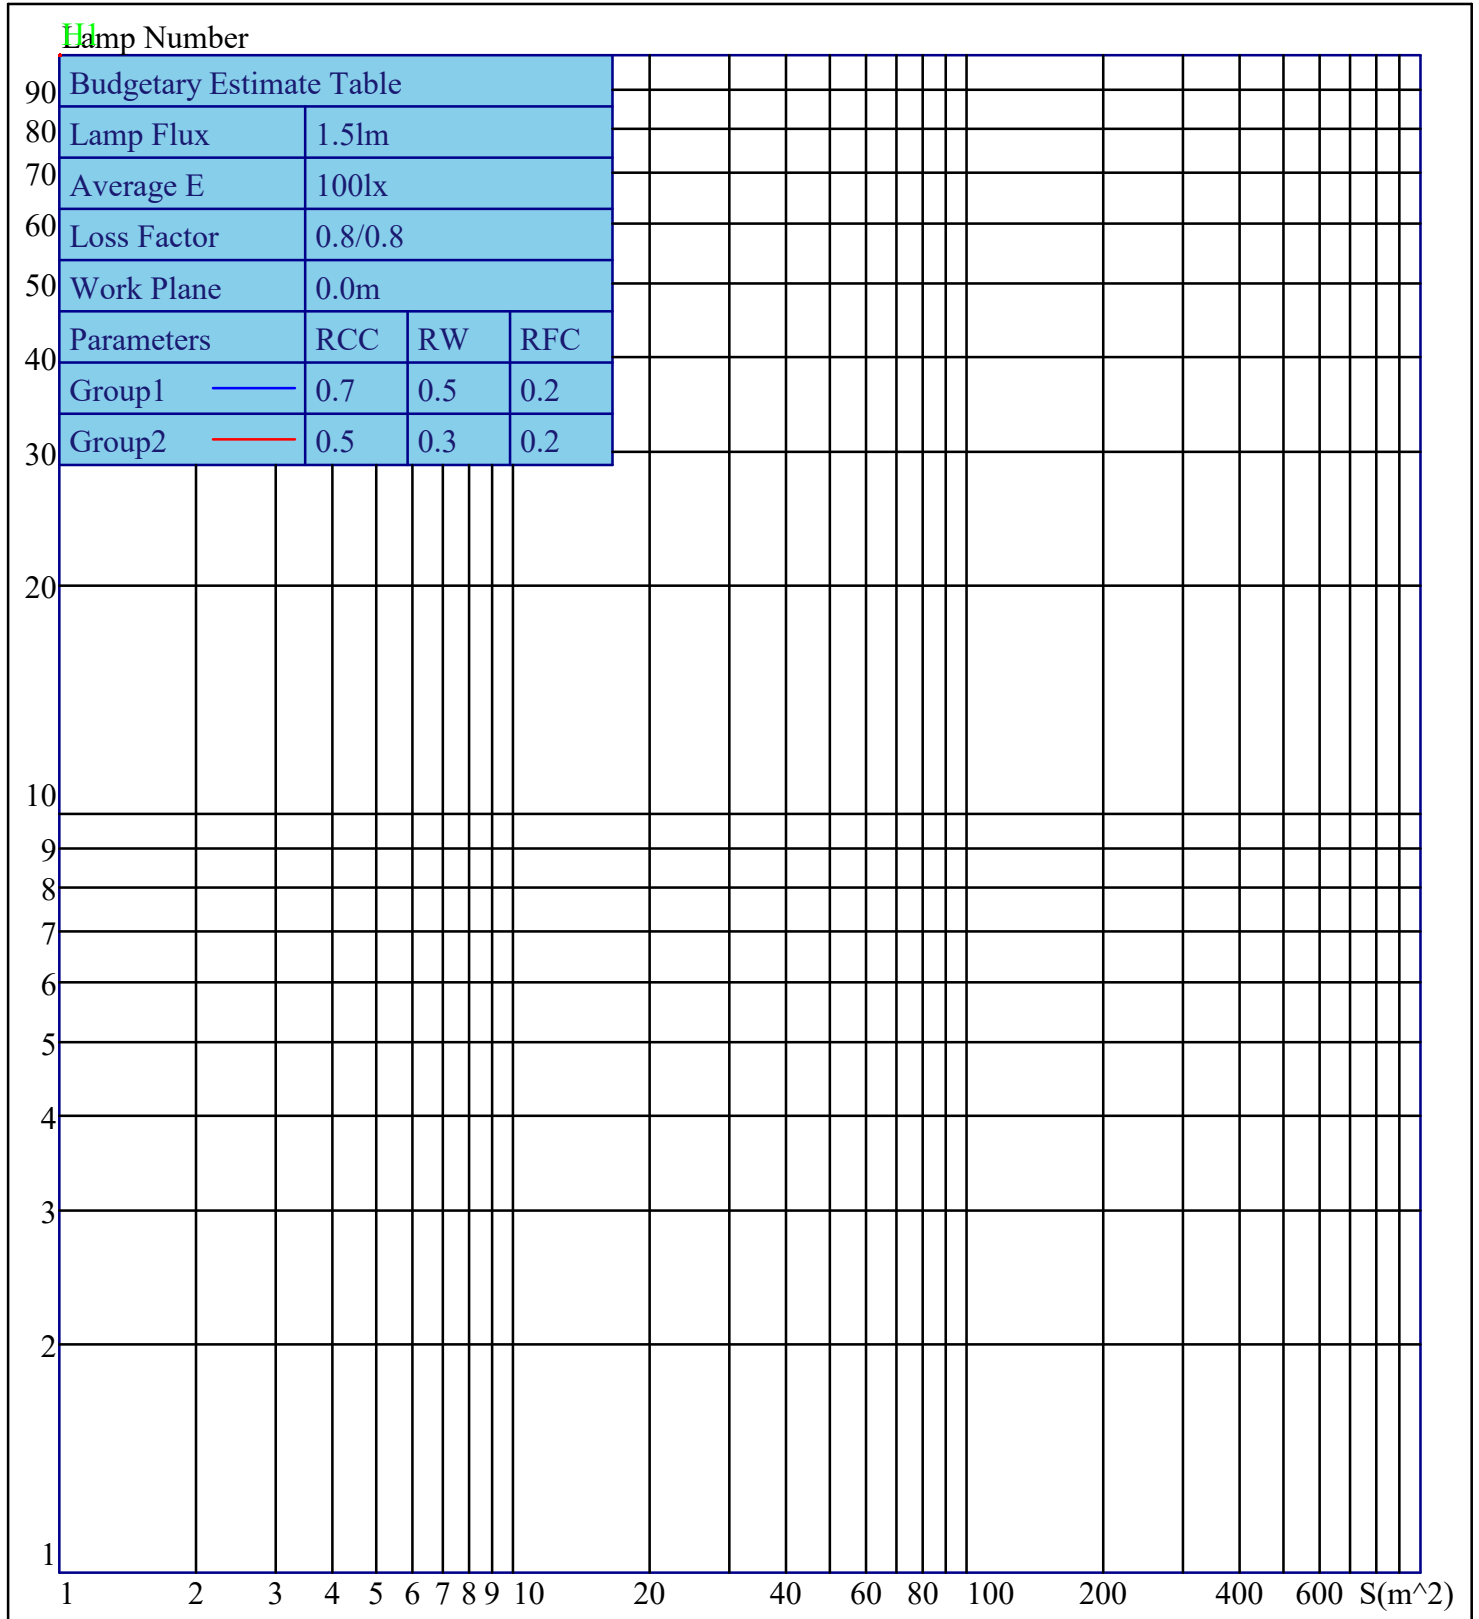 Lamp Number
Budgetary Estimate Table
Lamp Flux 1.5lm
Average E 100lx
Loss Factor 0.8/0.8
Work Plane 0.0m
Parameters RCC RW RFC
Group1 0.7 0.5 0.2
Group2 0.5 0.3 0.2
90
80
70
60
50
40
30
20
10
9
8
7
6
5
4
3
2
1
1 2 3 4 5 6 7 8 9 10 20 40 60 80 100 200 400 600 S(m^2)